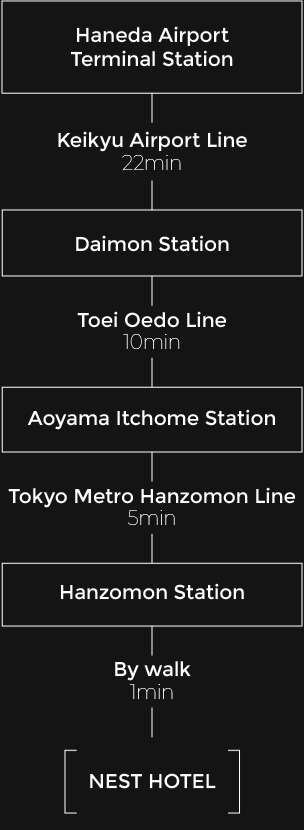 Haneda Airport
Terminal Station
Keikyu Airport Line
22min
Daimon Station
Toei Oedo Line
10min
Aoyama Itchome Station
Tokyo Metro Hanzomon Line
5min
Hanzomon Station
By walk
1min
NEST HOTEL